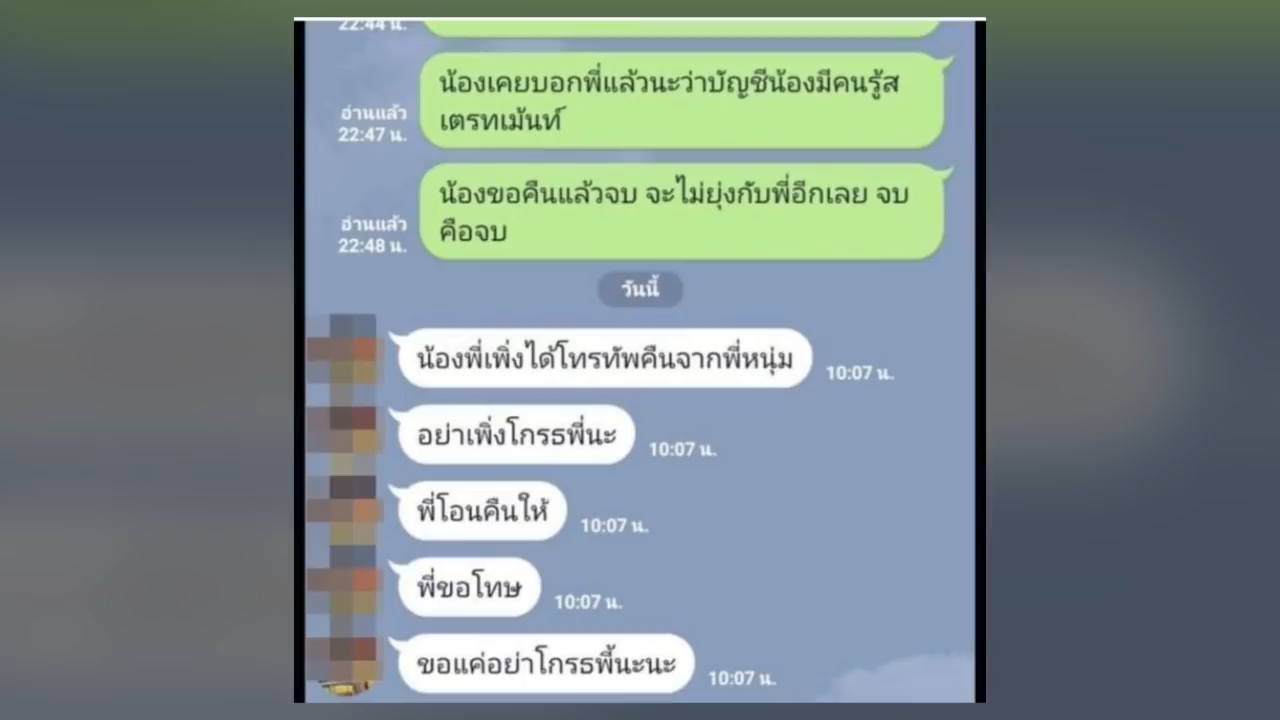 22:44 น.
น้องเคยบอกพี่แล้วนะว่าบัญชีน้องมีคนรู้ส
เตรทเม้นท์
อ่านแล้ว
22:47 น.
น้องขอคืนแล้วจบ จะไม่ยุ่งกับพี่อีกเลย จบ
คือจบ
อ่านแล้ว
22:48 น.
วันนี้
น้องพี่เพิ่งได้โทรทัพคืนจากพี่หนุ่ม
10:07 น.
อย่าเพิ่งโกรธพี่นะ
10:07 น.
พี่โอนคืนให้
10:07 น.
พี่ขอโทษ
10:07 น.
ขอแค่อย่าโกรธพี้นะนะ
10:07 น.